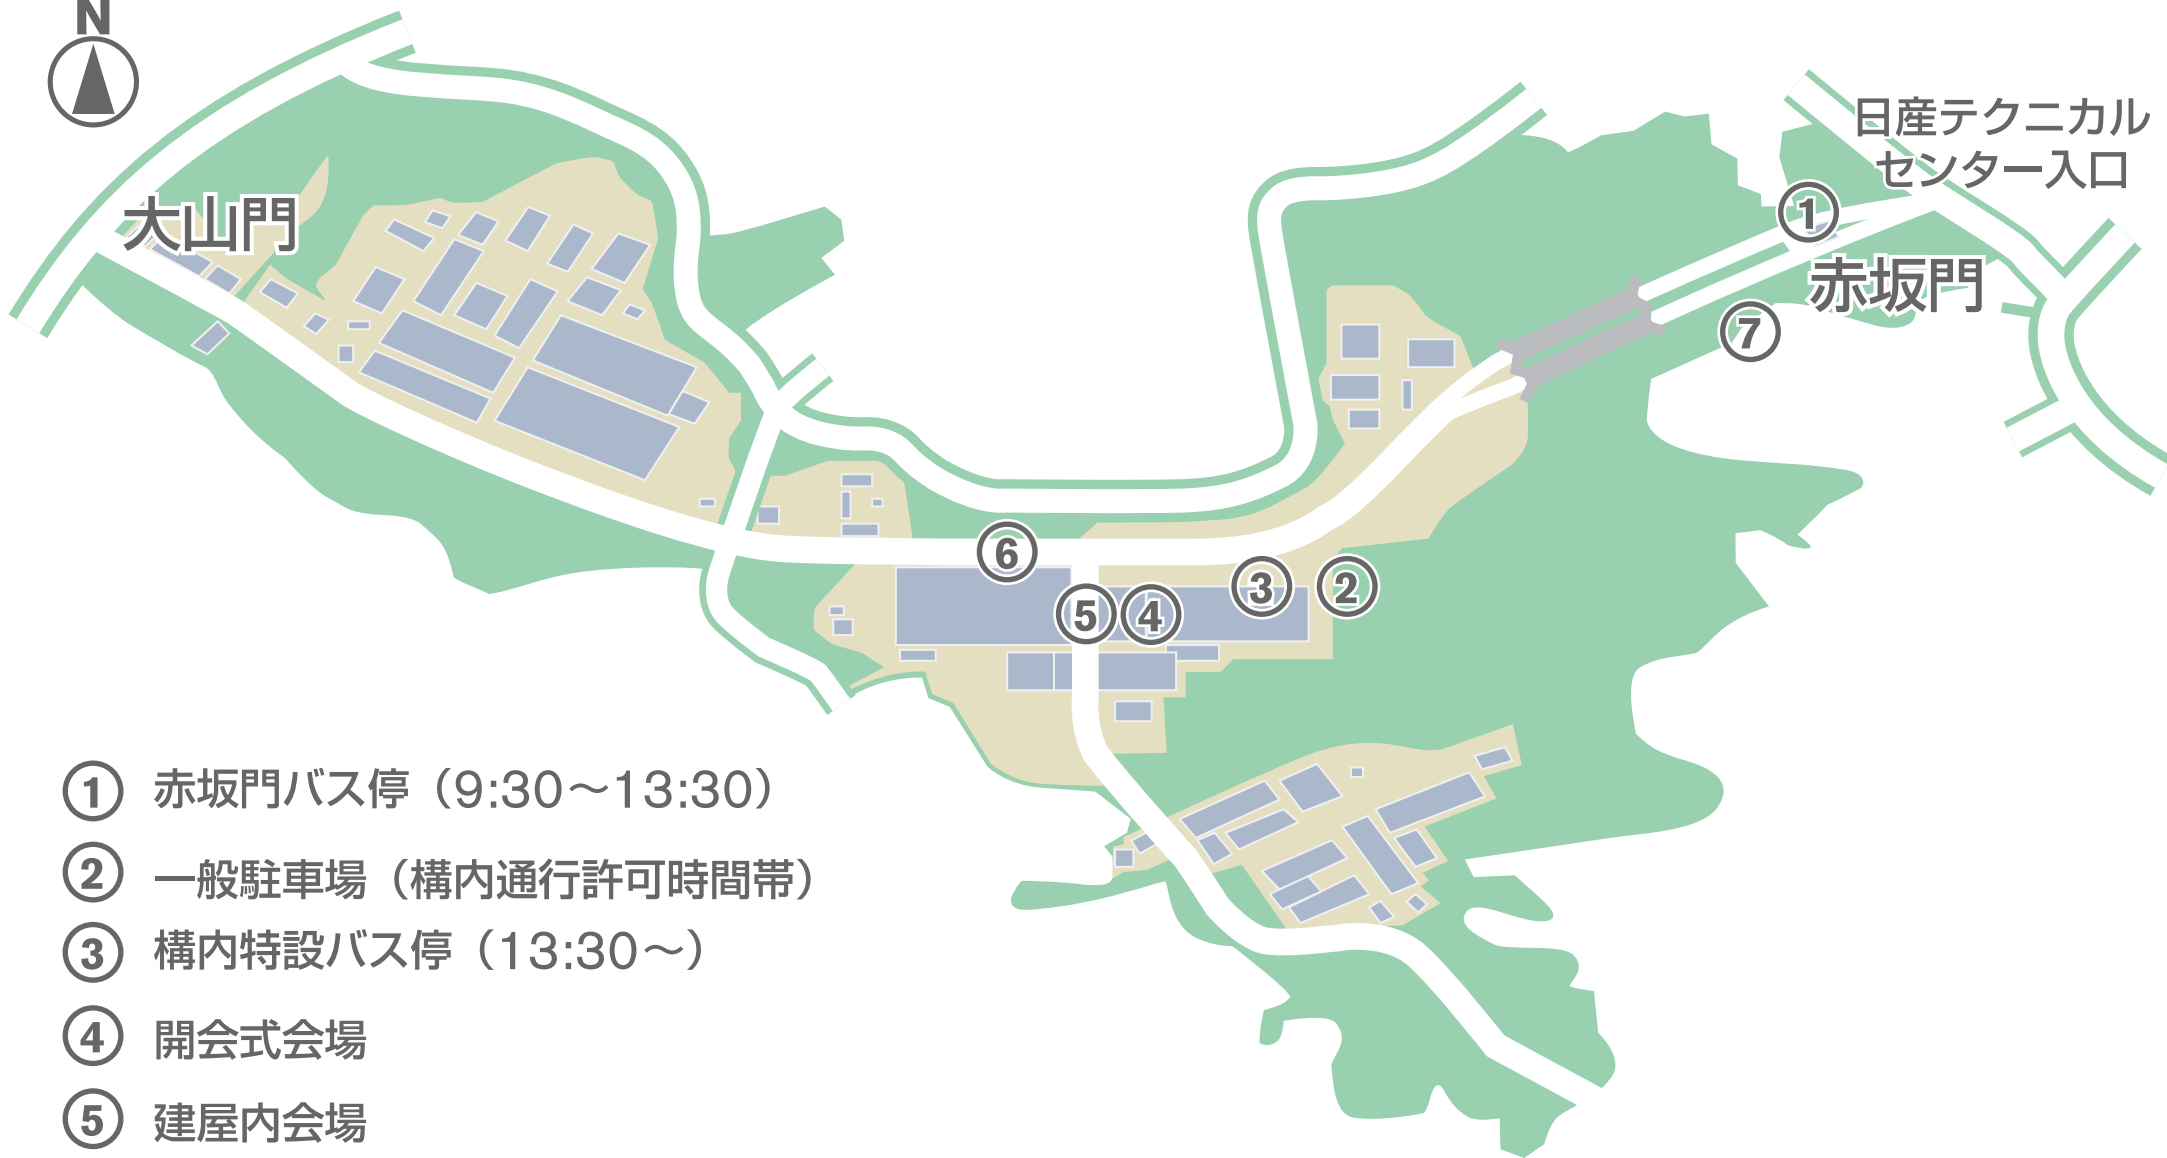 N
日産テクニカル
センター入口
大山門
①
赤坂門
⑦
⑥
③
②
⑤
④
① 赤坂門バス停（9:30～13:30）
② 一般駐車場（構内通行許可時間帯）
③ 構内特設バス停（13:30～）
④ 開会式会場
⑤ 建屋内会場